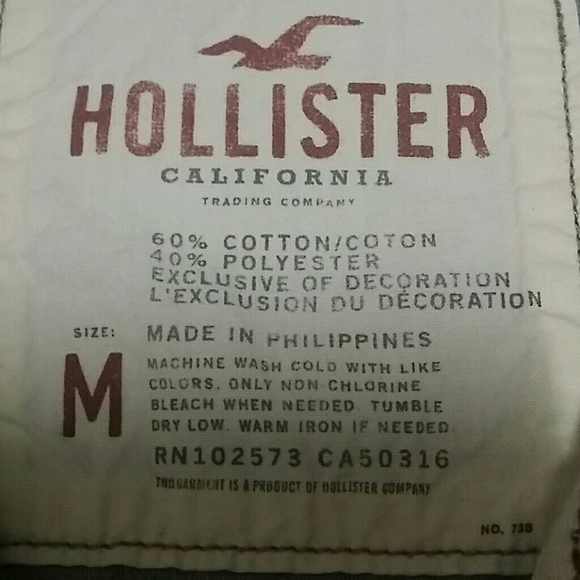 HOLLISTER
CALIFORNIA
TRADING COMPANY
60% COTTON/COTON
40% POLYESTER
EXCLUSIVE OF DECORATION
L'EXCLUSION DU DÉCORATION
SIZE:
M
MADE IN PHILIPPINES
MACHINE WASH COLD WITH LIKE
COLORS. ONLY NON-CHLORINE
BLEACH WHEN NEEDED. TUMBLE
DRY LOW. WARM IRON IF NEEDED.
RN102573 CA50316
THIS GARMENT IS A PRODUCT OF HOLLISTER COMPANY
NO. 738